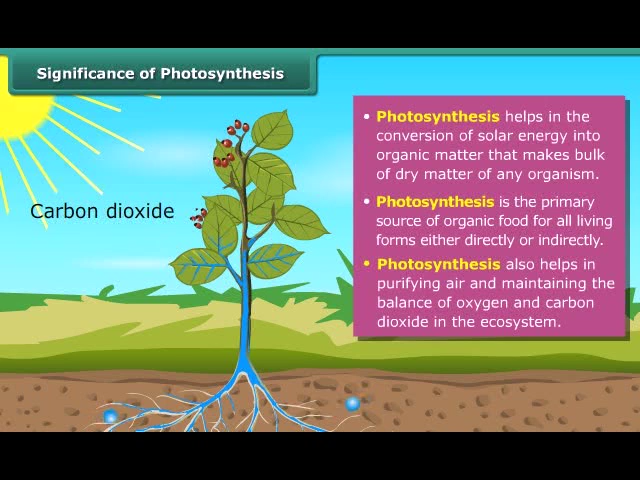 Significance of Photosynthesis
Carbon dioxide
• Photosynthesis helps in the
conversion of solar energy into
organic matter that makes bulk
of dry matter of any organism.
• Photosynthesis is the primary
source of organic food for all living
forms either directly or indirectly.
• Photosynthesis also helps in
purifying air and maintaining the
balance of oxygen and carbon
dioxide in the ecosystem.